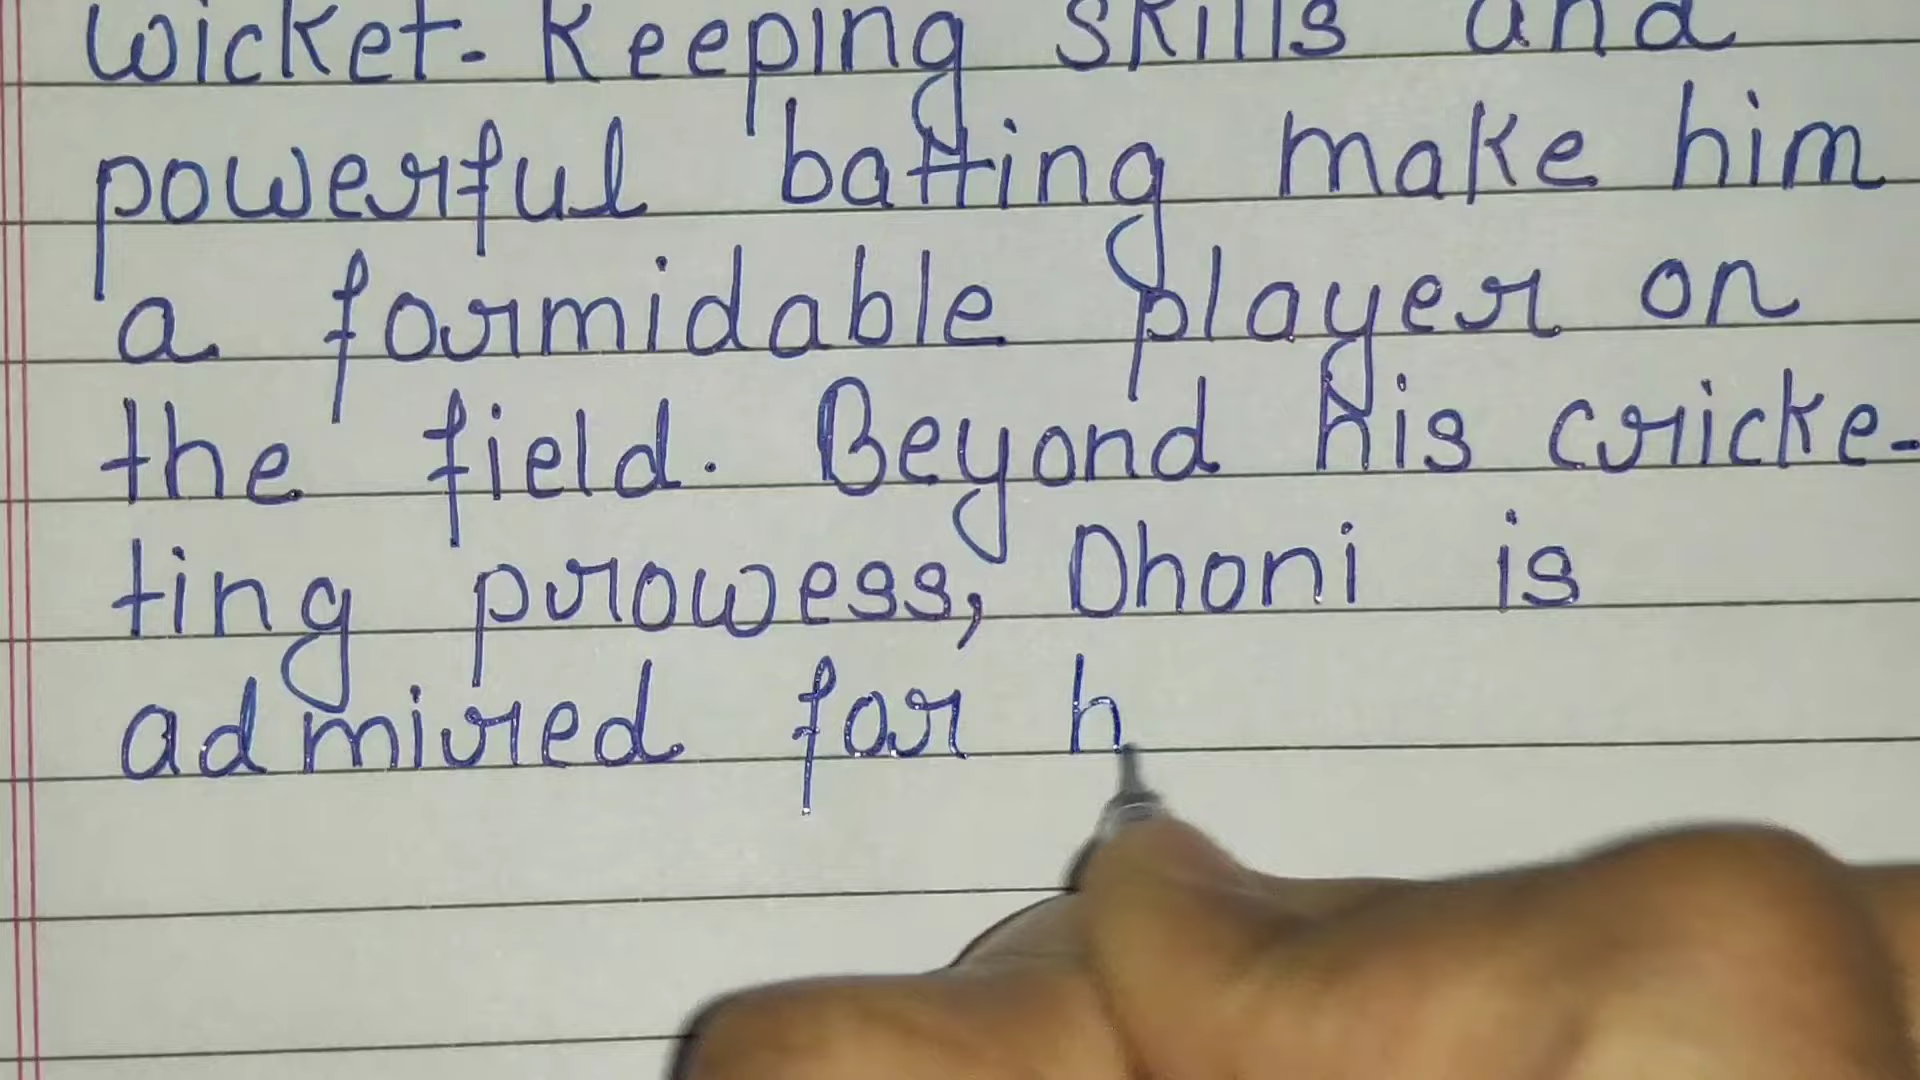 wicket-keeping skills and
powerful batting make him
a formidable player on
the field. Beyond his cricke-
ting prowess, Dhoni is
admired for h